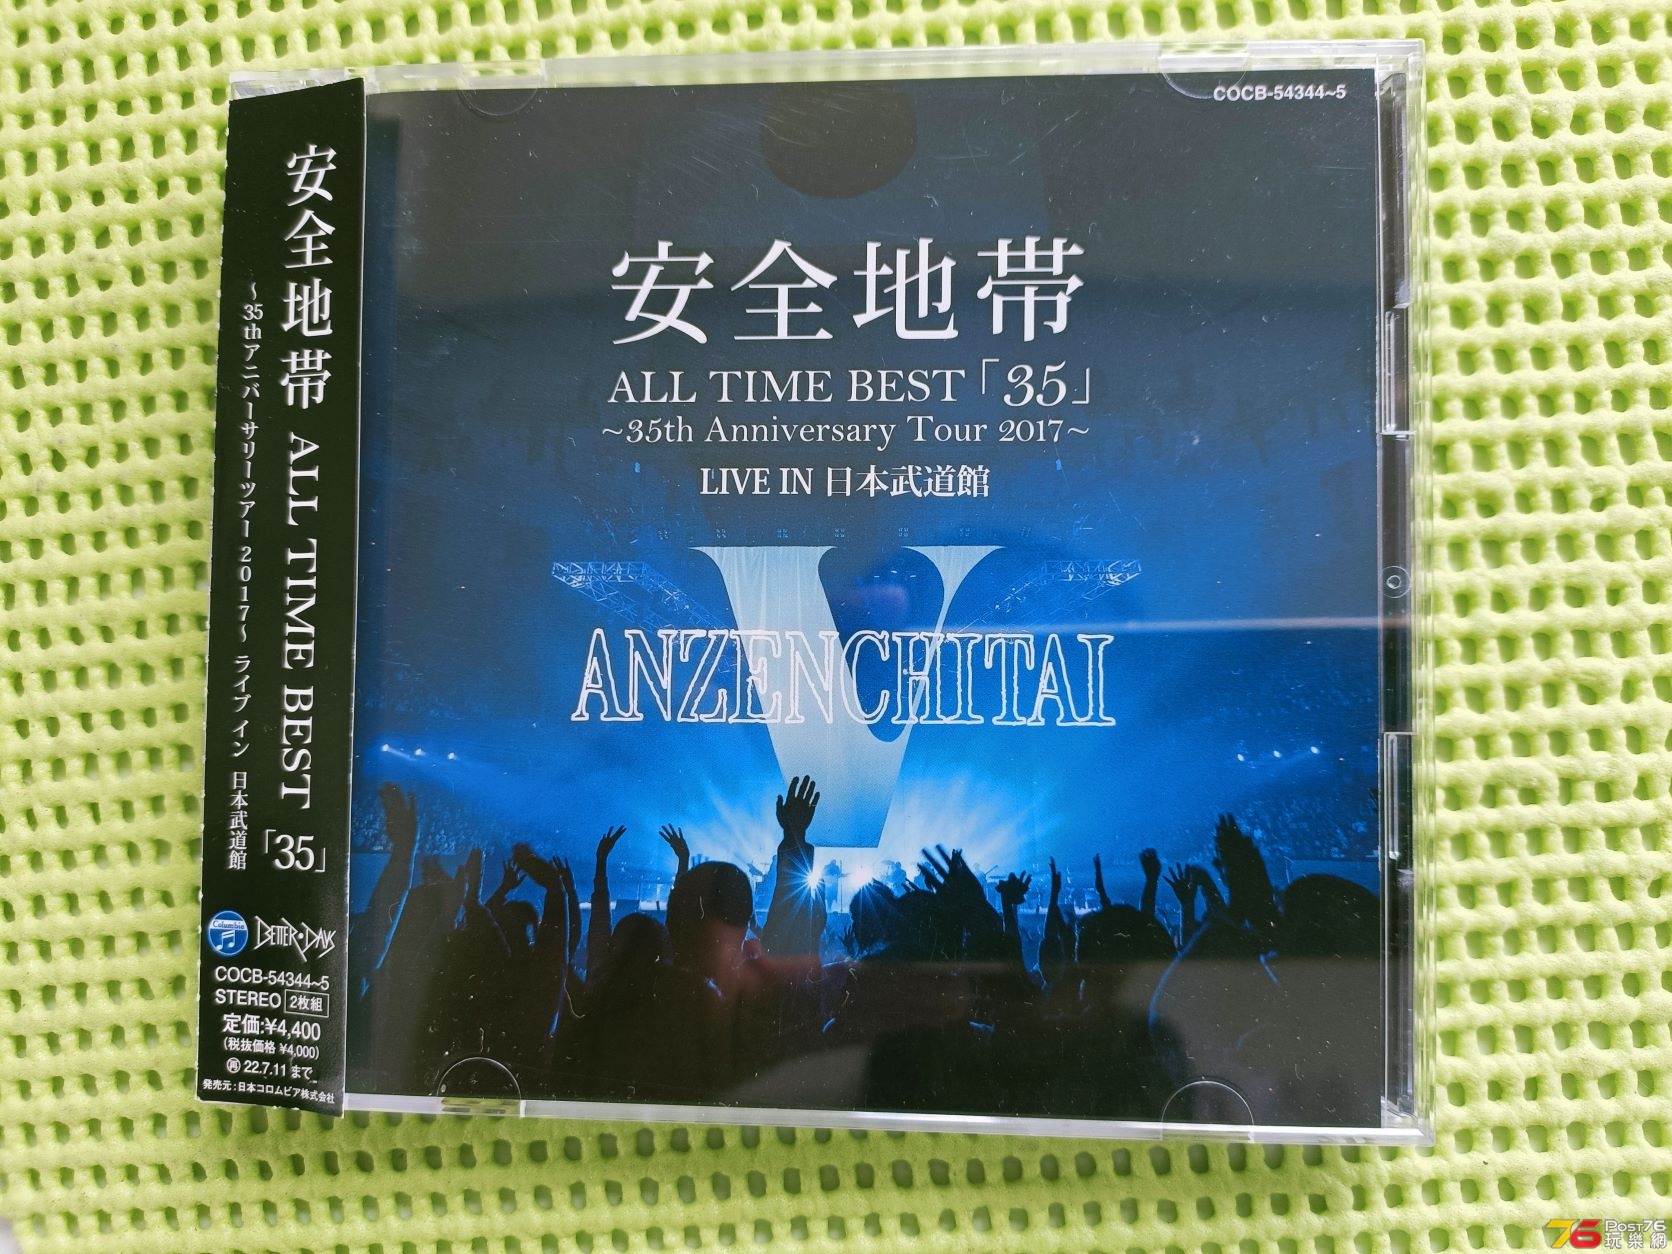 安全地帯 ALL TIME BEST「35」
～35thアニバーサリーツアー 2017～ ライブ イン 日本武道館
Columbia
BETTER・DAYS
COCB-54344~5
STEREO 2枚組
定価:¥4,400
(税抜価格 ¥4,000)
再 22.7.11 まで
発売元:日本コロムビア株式会社
COCB-54344~5
安全地帯
ALL TIME BEST「35」
~35th Anniversary Tour 2017~
LIVE IN 日本武道館
V
ANZENCHITAI
76 Post76
玩樂網